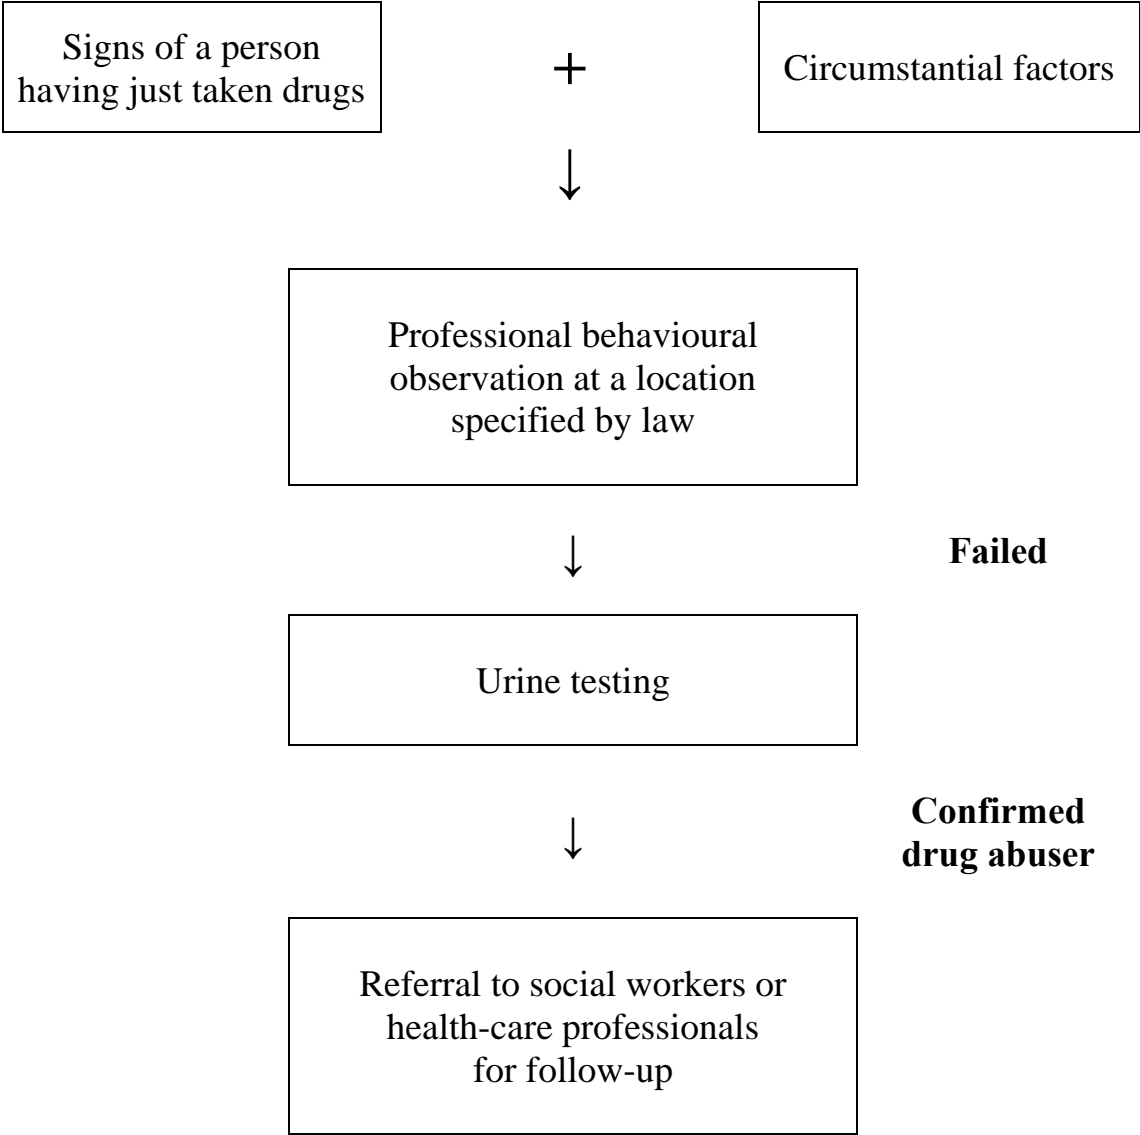 Signs of a person
having just taken drugs
+
Circumstantial factors
↓
Professional behavioural
observation at a location
specified by law
↓
Failed
Urine testing
↓
Confirmed
drug abuser
Referral to social workers or
health-care professionals
for follow-up